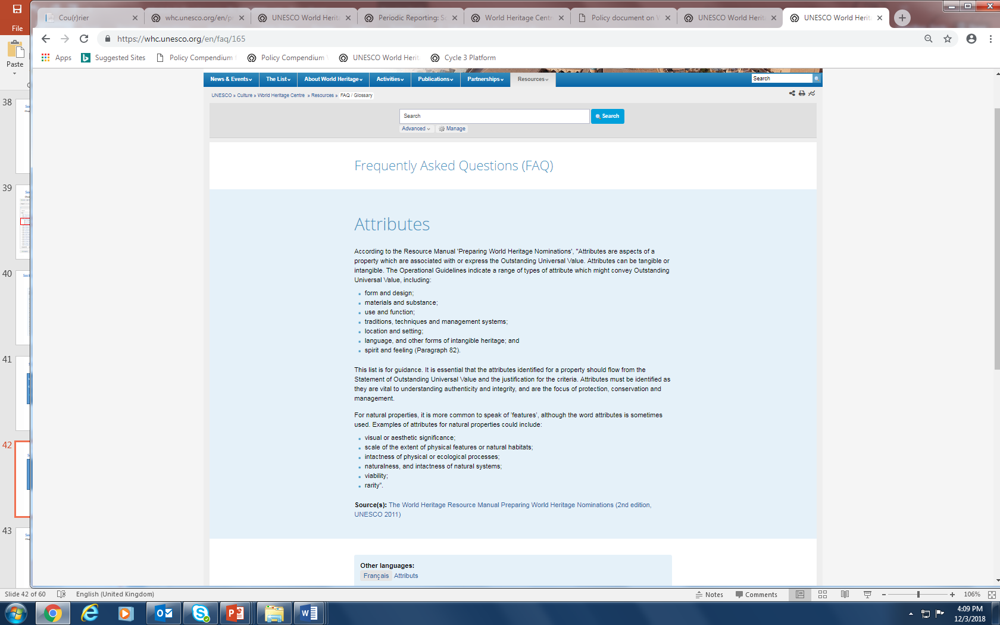 Cou(r)rier
whc.unesco.org/en/p
UNESCO World Herit
Periodic Reporting: S
World Heritage Centr
Policy document on
UNESCO World Herit
UNESCO World Herit
File
https://whc.unesco.org/en/faq/165
Paste
Apps
Suggested Sites
Policy Compendium
Policy Compendium
UNESCO World Herit
Cycle 3 Platform
News & Events
The List
About World Heritage
Activities
Publications
Partnerships
Resources
Search
UNESCO » Culture » World Heritage Centre » Resources » FAQ / Glossary
Search
Search
Advanced
Manage
Frequently Asked Questions (FAQ)
Attributes
According to the Resource Manual 'Preparing World Heritage Nominations', "Attributes are aspects of a
property which are associated with or express the Outstanding Universal Value. Attributes can be tangible or
intangible. The Operational Guidelines indicate a range of types of attribute which might convey Outstanding
Universal Value, including:
form and design;
materials and substance;
use and function;
traditions, techniques and management systems;
location and setting;
language, and other forms of intangible heritage; and
spirit and feeling (Paragraph 82).
This list is for guidance. It is essential that the attributes identified for a property should flow from the
Statement of Outstanding Universal Value and the justification for the criteria. Attributes must be identified as
they are vital to understanding authenticity and integrity, and are the focus of protection, conservation and
management.
For natural properties, it is more common to speak of 'features', although the word attributes is sometimes
used. Examples of attributes for natural properties could include:
visual or aesthetic significance;
scale of the extent of physical features or natural habitats;
intactness of physical or ecological processes;
naturalness, and intactness of natural systems;
viability;
rarity".
Source(s): The World Heritage Resource Manual Preparing World Heritage Nominations (2nd edition,
UNESCO 2011)
Other languages:
Français Attributs
38
39
40
41
42
43
Slide 42 of 60
English (United Kingdom)
Notes
Comments
106%
4:09 PM
12/3/2018